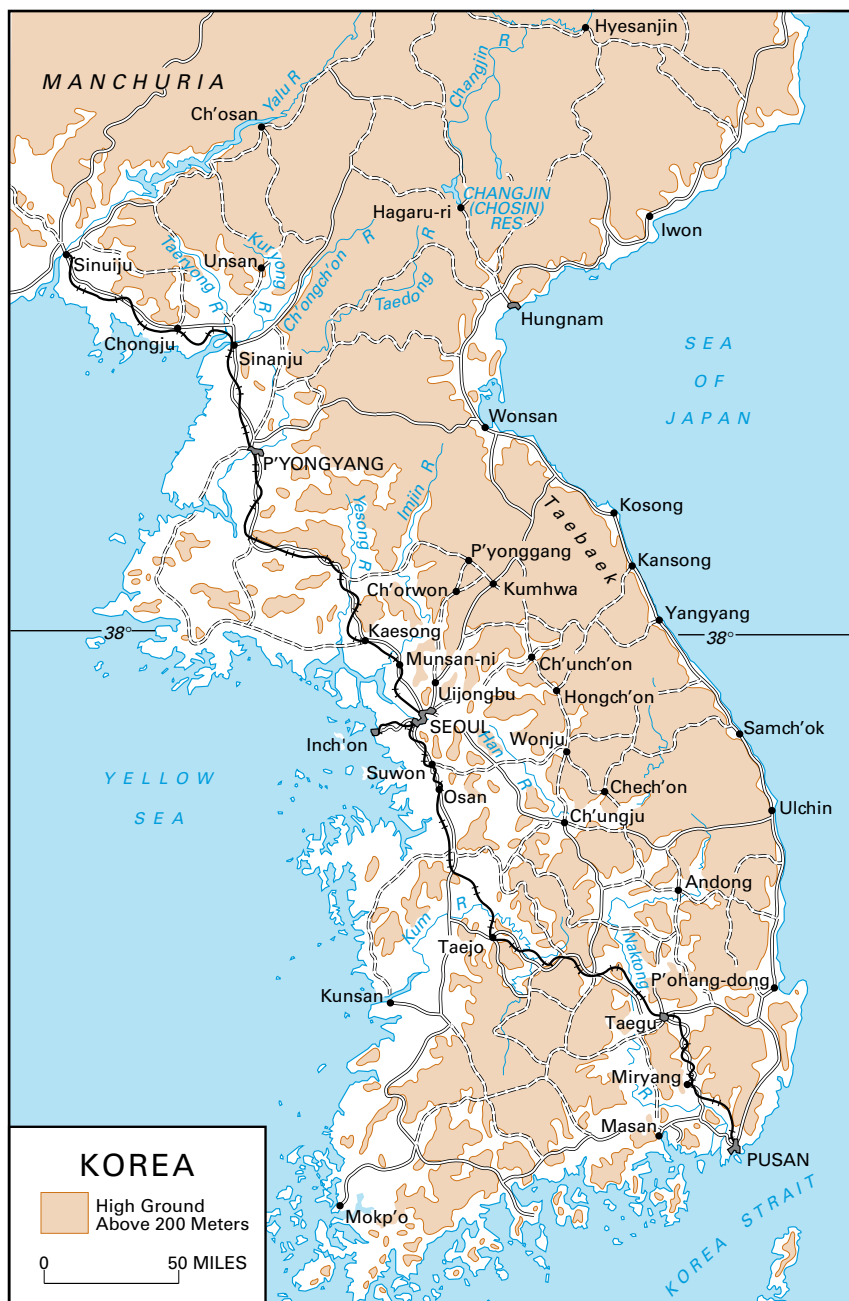 Hyesanjin
MANCHURIA
Changjin R
Yalu R
Ch'osan
CHANGJIN
(CHOSIN)
RES
Hagaru-ri
Iwon
Sinuiju
Taeryong R
Unsan
Kuryong R
Ch'ongch'on R
Taedong R
Hungnam
Chongju
Sinanju
SEA
OF
JAPAN
Wonsan
P'YONGYANG
Yesong R
Imjin R
Taebaek
Kosong
P'yonggang
Kansong
Ch'orwon
Kumhwa
Yangyang
38°
38°
Kaesong
Munsan-ni
Ch'unch'on
Uijongbu
Hongch'on
SEOUL
Inch'on
Han R
Wonju
Samch'ok
Suwon
YELLOW
SEA
Osan
Chech'on
Ulchin
Ch'ungju
Andong
Kum R
Taejo
Naktong R
P'ohang-dong
Kunsan
Taegu
Miryang
Masan
PUSAN
Mokp'o
KOREA STRAIT
KOREA
High Ground
Above 200 Meters
0 50 MILES